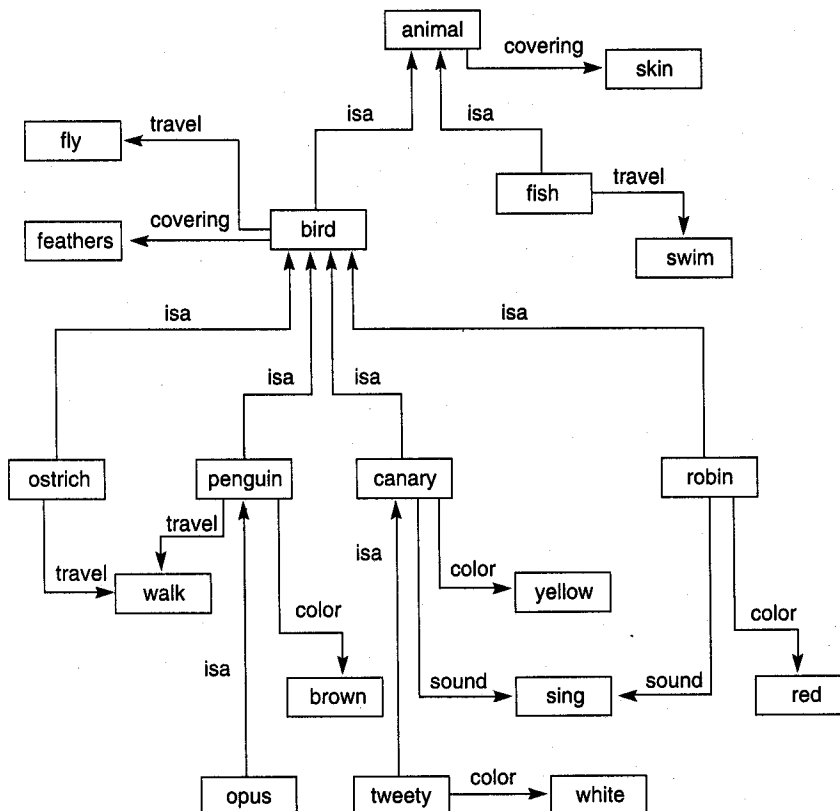 animal
covering
skin
isa
isa
travel
fly
fish
travel
covering
feathers
bird
swim
isa
isa
isa
isa
ostrich
penguin
canary
robin
travel
isa
travel
walk
color
yellow
color
color
isa
brown
sound
sing
sound
red
opus
tweety
color
white